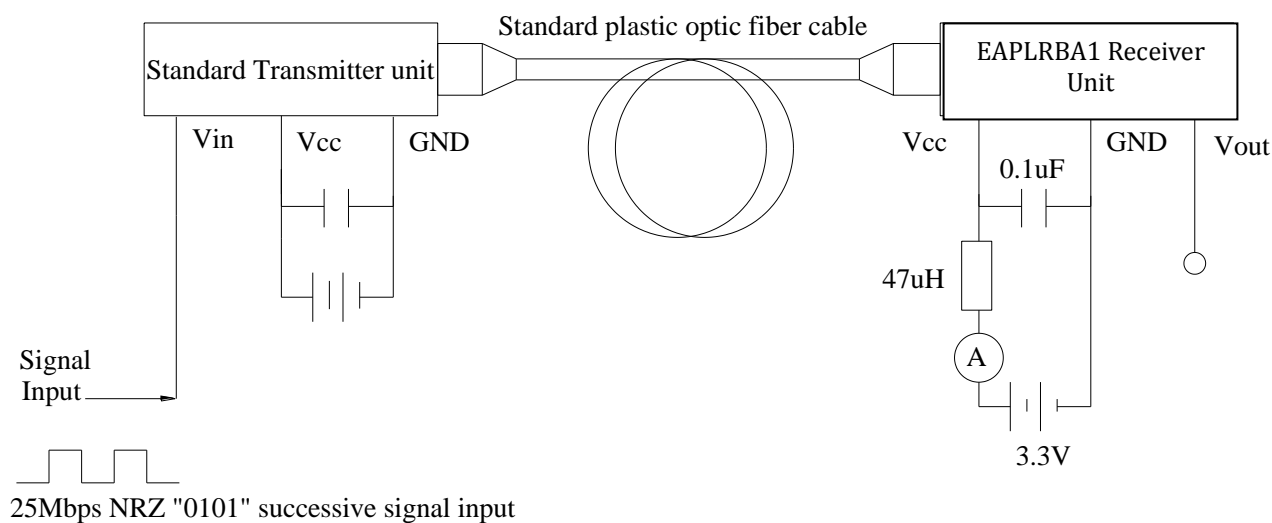 Standard plastic optic fiber cable
Standard Transmitter unit
EAPLRBA1 Receiver
Unit
Vin
Vcc
GND
Vcc
GND
Vout
0.1uF
47uH
A
3.3V
Signal
Input
25Mbps NRZ "0101" successive signal input